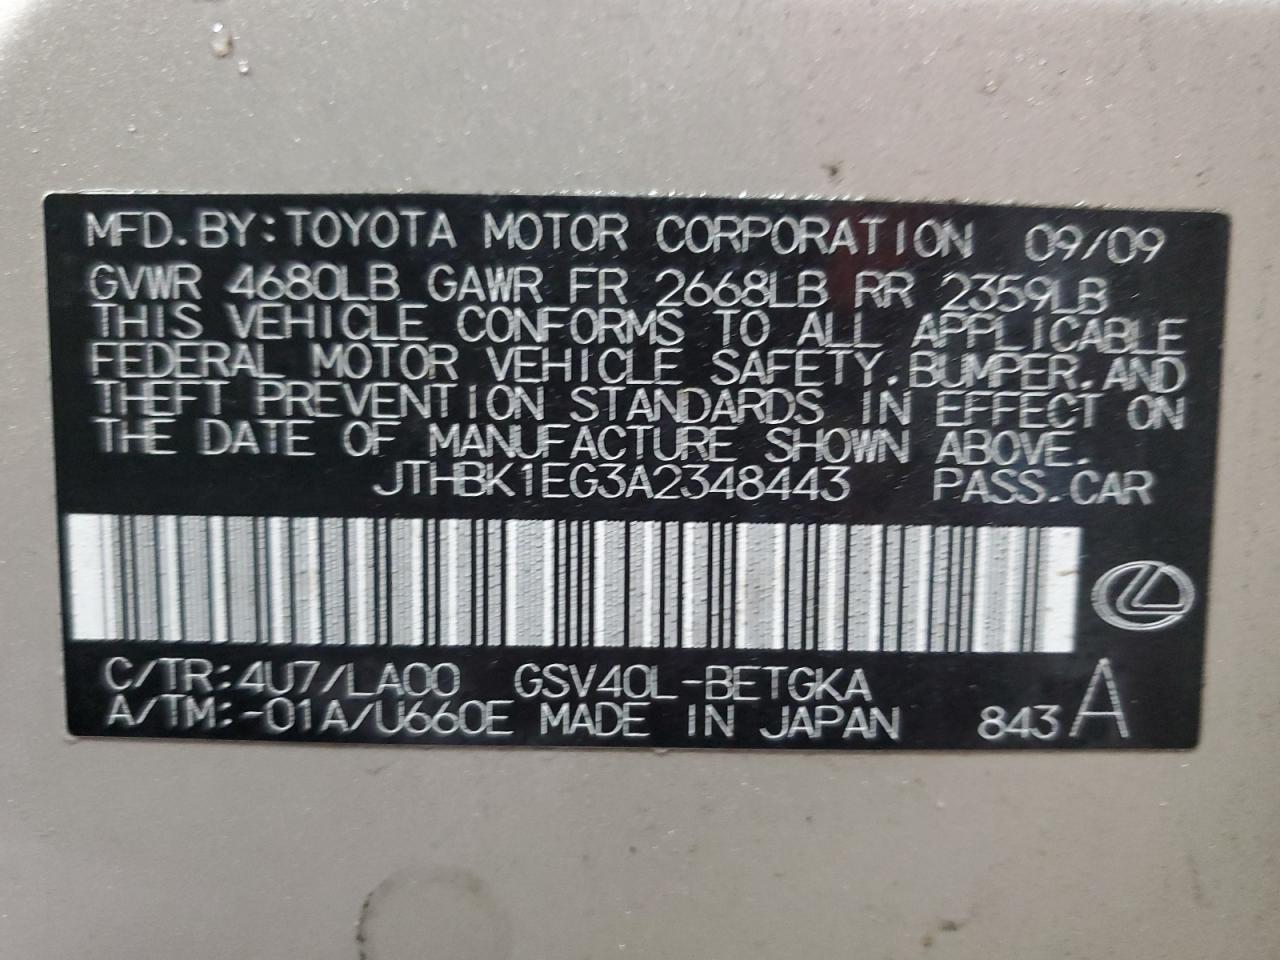 MFD. BY: TOYOTA MOTOR CORPORATION 09/09
GVWR 4680LB GAWR FR 2668LB RR 2359LB
THIS VEHICLE CONFORMS TO ALL APPLICABLE
FEDERAL MOTOR VEHICLE SAFETY, BUMPER, AND
THEFT PREVENTION STANDARDS IN EFFECT ON
THE DATE OF MANUFACTURE SHOWN ABOVE.
JTHBK1EG3A2348443 PASS. CAR
C/TR: 4U7/LA00 GSV40L-BETGKA
A/TM: -01A/U660E MADE IN JAPAN 843 A